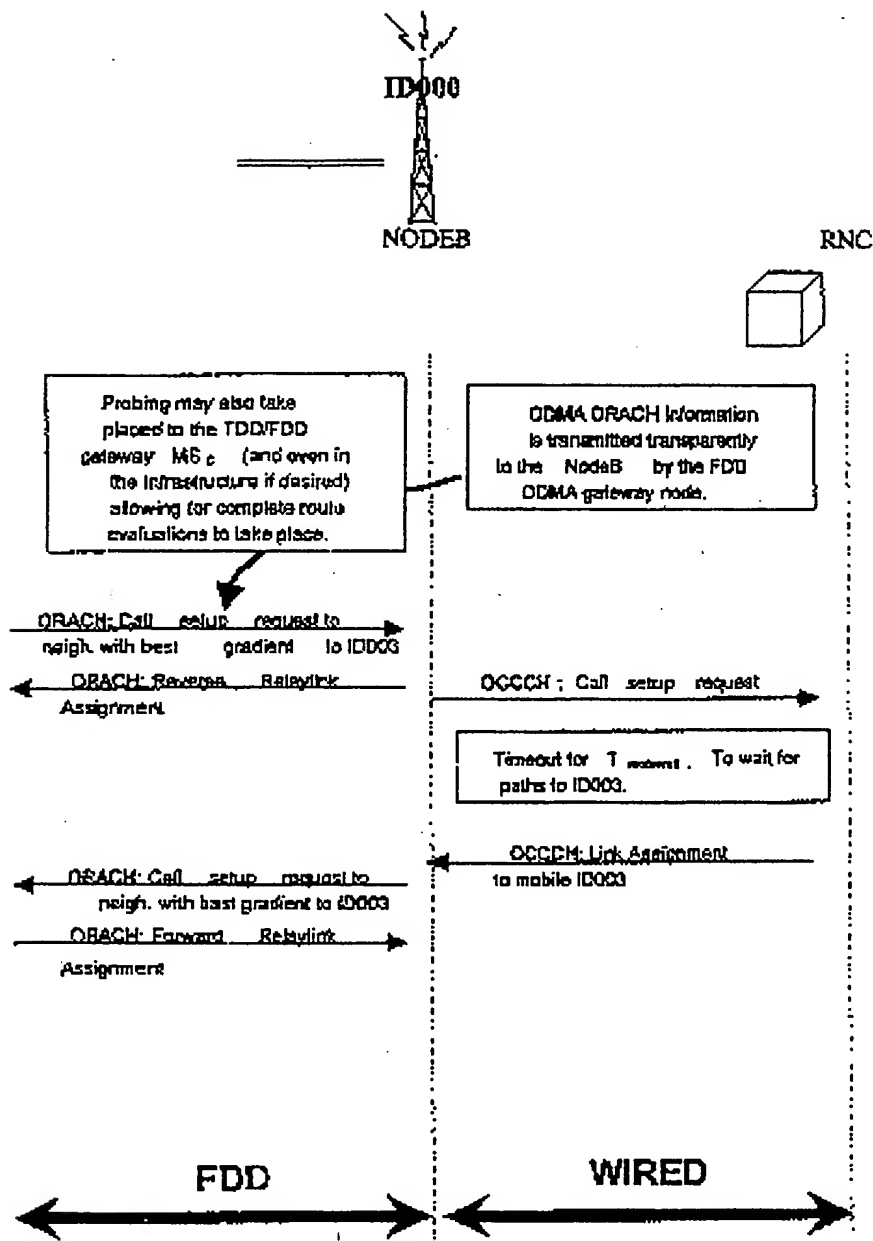 ID000
NODEB
RNC
Probing may also take
placed to the TDD/FDD
gateway MS c (and even in
the infrastructure if desired)
allowing for complete route
evaluations to take place.
ODMA ORACH Information
is transmitted transparently
to the NodeB by the FDD
ODMA gateway node.
ORACH: Call setup request to
neigh. with best gradient to ID003
ORACH: Reverse Relaylink
Assignment
OCCCH : Call setup request
Timeout for T . To wait for
paths to ID003.
OCCCH: Link Assignment
to mobile ID003
ORACH: Call setup request to
neigh. with best gradient to ID003
ORACH: Forward Relaylink
Assignment
FDD
WIRED